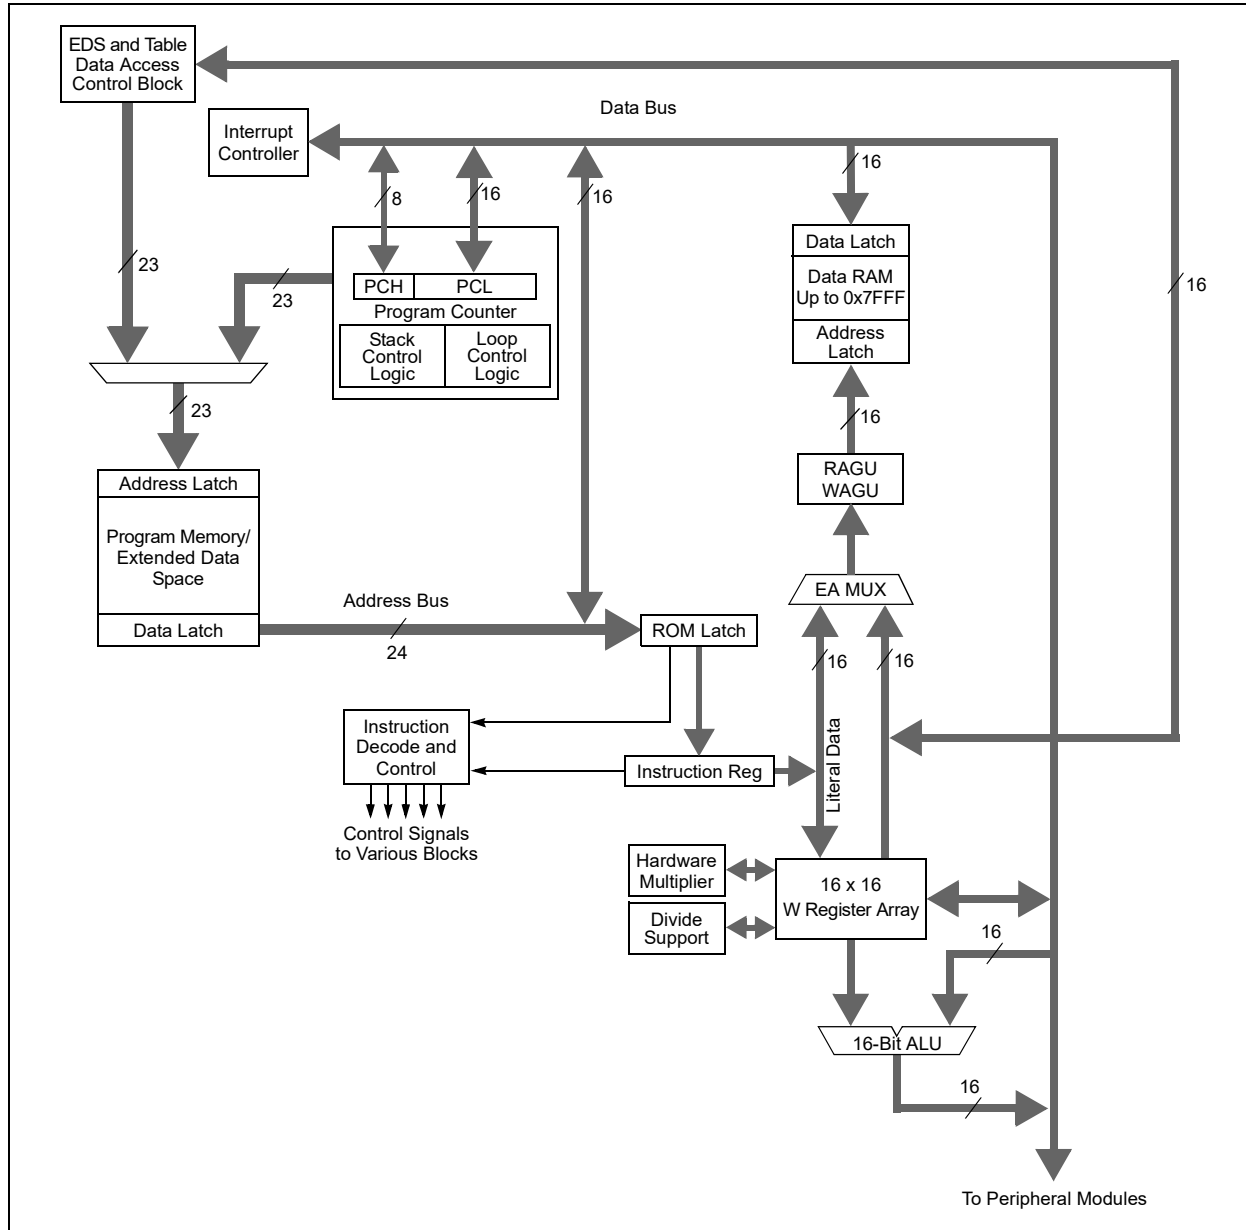 EDS and Table
Data Access
Control Block
Data Bus
Interrupt
Controller
16
8
16
16
Data Latch
23
23
PCH
PCL
Data RAM
Up to 0x7FFF
16
Program Counter
Stack
Control
Logic
Loop
Control
Logic
Address
Latch
23
16
RAGU
WAGU
Address Latch
Program Memory/
Extended Data
Space
EA MUX
Address Bus
Data Latch
24
ROM Latch
16
16
Instruction
Decode and
Control
Literal Data
Instruction Reg
Control Signals
to Various Blocks
Hardware
Multiplier
16 x 16
W Register Array
Divide
Support
16
16-Bit ALU
16
To Peripheral Modules